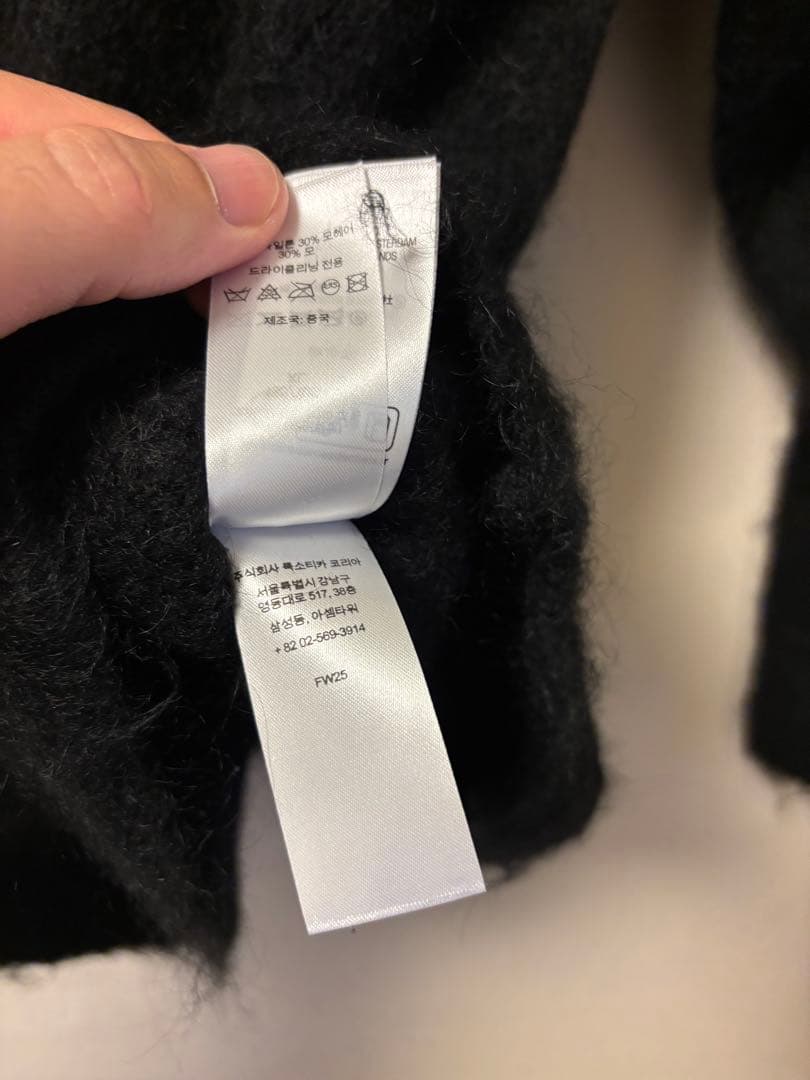 30% 모헤어
30% 모
드라이클리닝 전용
제조국: 중국
STERDAM
NDS
주식회사 룩소티카 코리아
서울특별시 강남구
영동대로 517, 38층
삼성동, 아셈타워
+ 82 02-569-3914
FW25